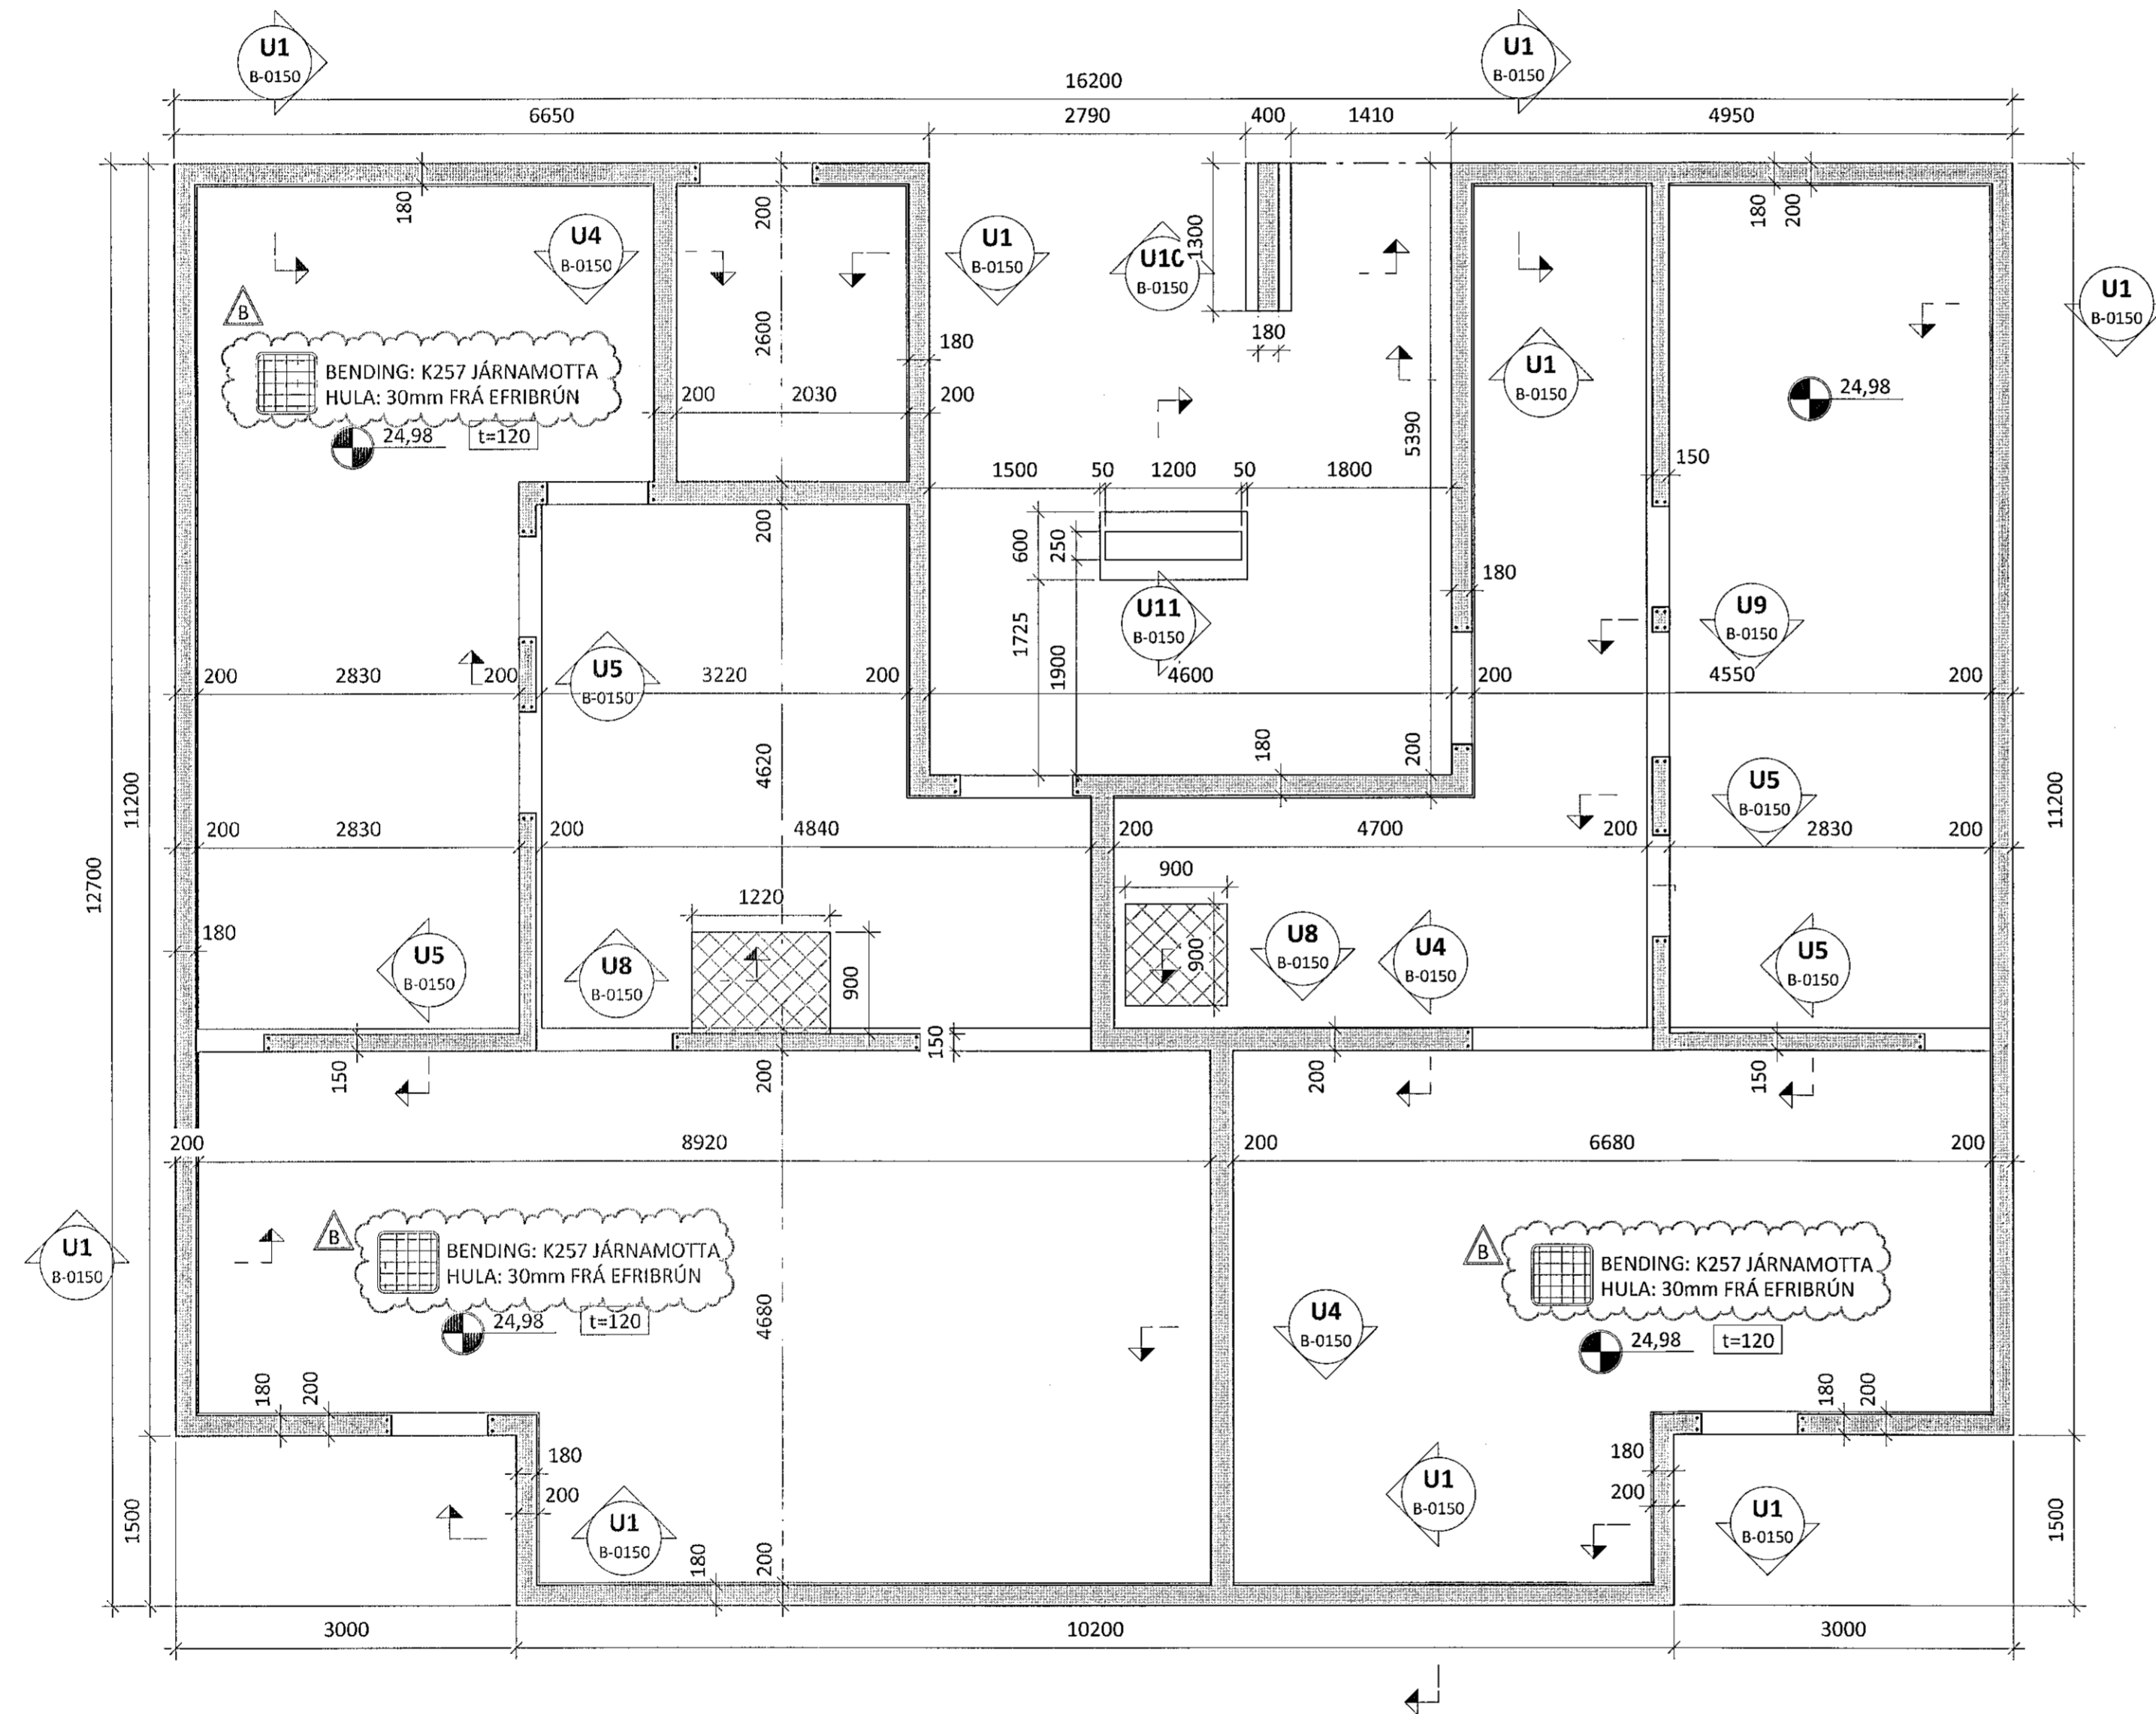 U1
B-0150
U1
B-0150
16200
6650
2790
400
1410
4950
180
200
U4
B-0150
U1
B-0150
U10
B-0150
1300
180
200
U1
B-0150
B
BENDING: K257 JÁRNAMOTTA
HULA: 30mm FRÁ EFRIBRÚN
24,98
t=120
2600
180
200
2030
200
180
U1
B-0150
24,98
5390
1500
50
1200
50
1800
150
200
600
250
180
U11
B-0150
U9
B-0150
1725
1900
200
2830
200
U5
B-0150
3220
200
4600
200
4550
200
11200
12700
4620
180
200
U5
B-0150
11200
200
2830
200
4840
200
4700
200
2830
200
1220
900
180
U5
B-0150
U8
B-0150
900
900
U8
B-0150
U4
B-0150
U5
B-0150
150
200
150
200
150
200
8920
200
6680
200
U1
B-0150
B
BENDING: K257 JÁRNAMOTTA
HULA: 30mm FRÁ EFRIBRÚN
24,98
t=120
4680
B
BENDING: K257 JÁRNAMOTTA
HULA: 30mm FRÁ EFRIBRÚN
24,98
t=120
U4
B-0150
180
200
180
200
180
200
180
200
U1
B-0150
U1
B-0150
U1
B-0150
1500
180
200
1500
3000
10200
3000